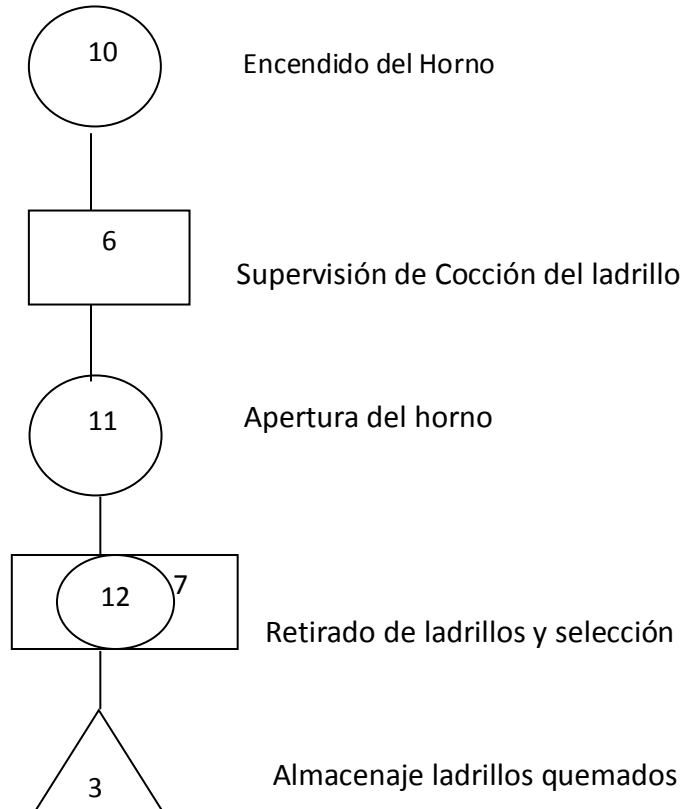 10
Encendido del Horno
6
Supervisión de Cocción del ladrillo
11
Apertura del horno
12 7
Retirado de ladrillos y selección
3
Almacenaje ladrillos quemados